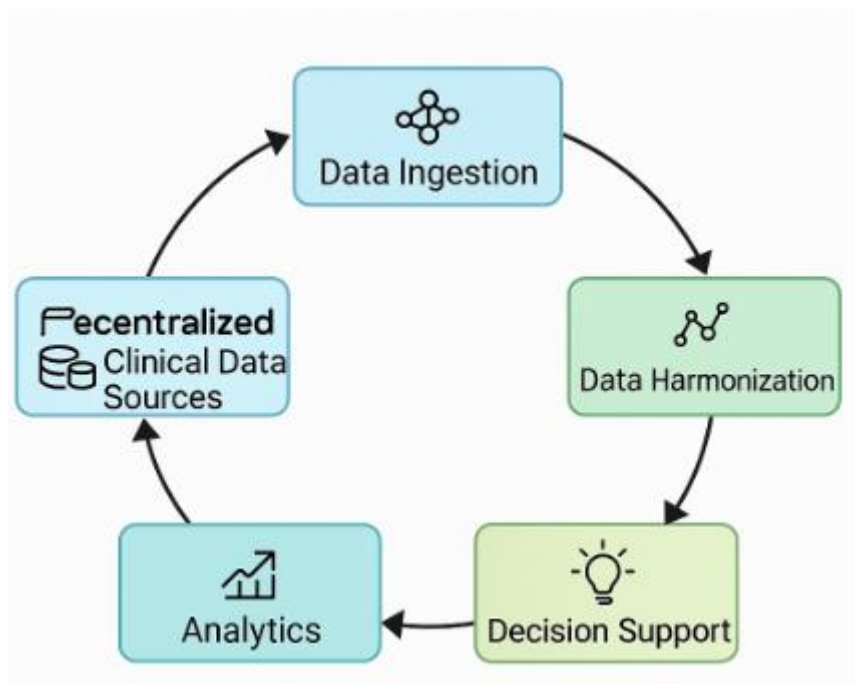 Data Ingestion
Pecentralized
Clinical Data
Sources
Data Harmonization
Analytics
Decision Support